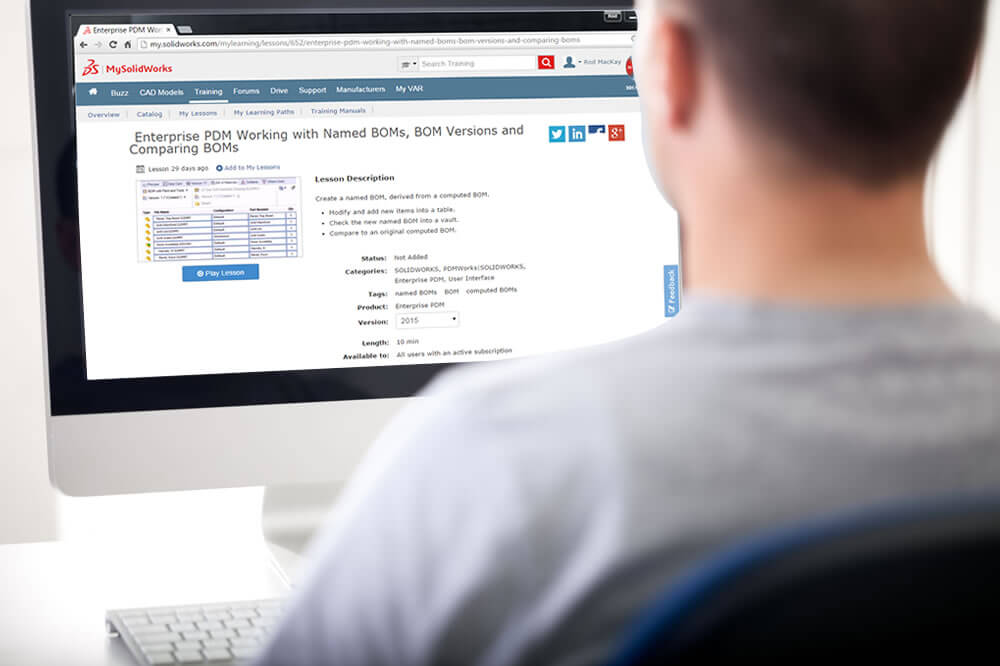 Enterprise PDM Wor
my.solidworks.com/mylearning/lessons/652/enterprise-pdm-working-with-named-boms-bom-versions-and-comparing-boms
MySolidWorks
Search Training
Rod MacKay
Buzz CAD Models Training Forums Drive Support Manufacturers My VAR
Overview Catalog My Lessons My Learning Paths Training Manuals
Enterprise PDM Working with Named BOMs, BOM Versions and
Comparing BOMs
Lesson 29 days ago Add to My Lessons
Play Lesson
Lesson Description
Create a named BOM, derived from a computed BOM.
• Modify and add new items into a table.
• Check the new named BOM into a vault.
• Compare to an original computed BOM.
Status: Not Added
Categories: SOLIDWORKS, PDMWorks|SOLIDWORKS,
Enterprise PDM, User Interface
Tags: named BOMs BOM computed BOMs
Product: Enterprise PDM
Version: 2015
Length: 10 min
Available to: All users with an active subscription
Feedback